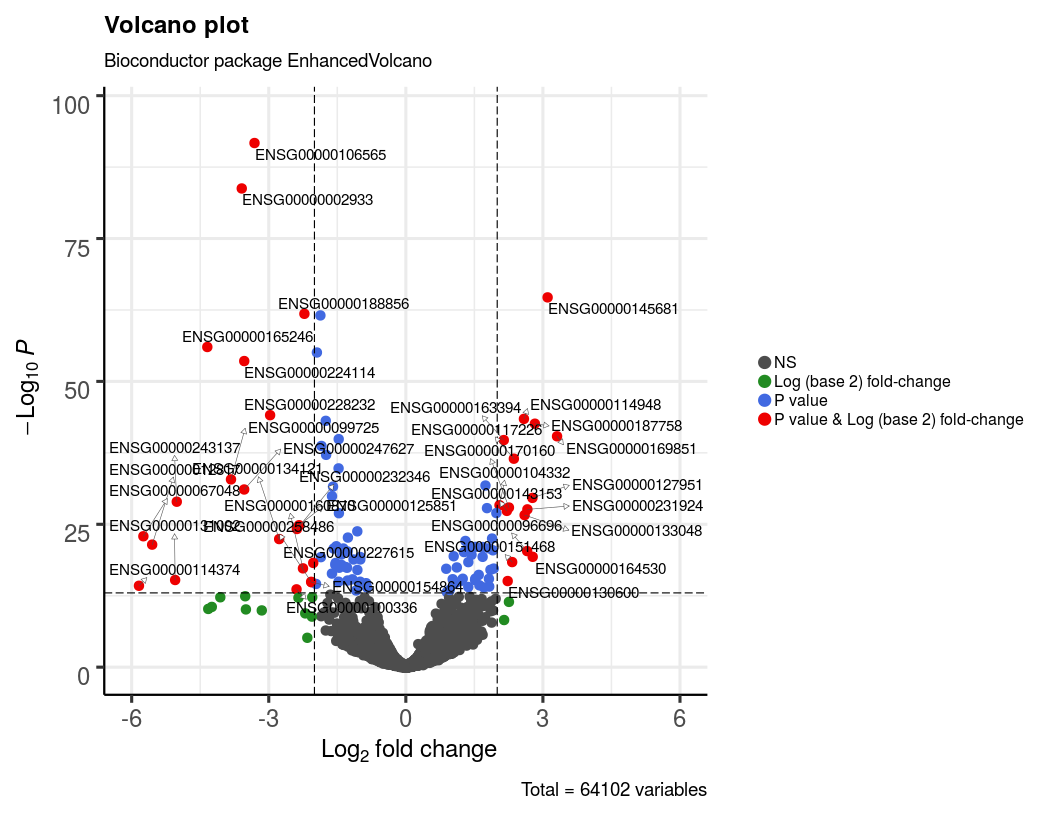 Volcano plot
Bioconductor package EnhancedVolcano
100
75
50
25
0
−Log10 P
ENSG00000106565
ENSG00000002933
ENSG00000188856
ENSG00000145681
ENSG00000165246
ENSG00000224114
ENSG00000228232
ENSG00000163394
ENSG00000114948
ENSG00000099725
ENSG00000117226
ENSG00000187758
ENSG00000243137
ENSG00000247627
ENSG00000170160
ENSG00000169851
ENSG00000134121
ENSG00000232346
ENSG00000104332
ENSG00000127951
ENSG00000067048
ENSG00000143153
ENSG00000125851
ENSG00000231924
ENSG00000096696
ENSG00000133048
ENSG00000227615
ENSG00000151468
ENSG00000114374
ENSG00000164530
ENSG00000154864
ENSG00000130600
ENSG00000100336
-6
-3
0
3
6
Log2 fold change
NS
Log (base 2) fold-change
P value
P value & Log (base 2) fold-change
Total = 64102 variables